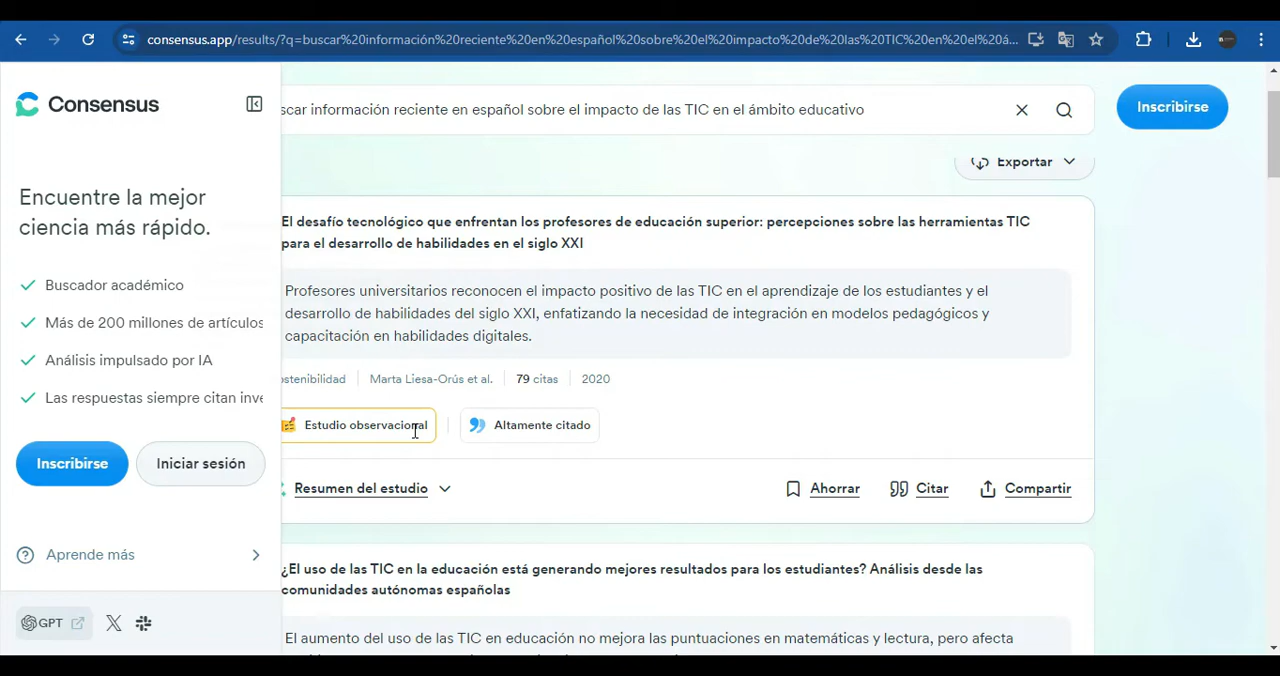 consensus.app/results/?q=buscar%20información%20reciente%20en%20español%20sobre%20el%20impacto%20de%20las%20TIC%20en%20el%20á...
Consensus
Encuentre la mejor
ciencia más rápido.
Buscador académico
Más de 200 millones de artículos
Análisis impulsado por IA
Las respuestas siempre citan inve
Inscribirse
Iniciar sesión
Aprende más
GPT
scar información reciente en español sobre el impacto de las TIC en el ámbito educativo
Inscribirse
Exportar
El desafío tecnológico que enfrentan los profesores de educación superior: percepciones sobre las herramientas TIC
para el desarrollo de habilidades en el siglo XXI
Profesores universitarios reconocen el impacto positivo de las TIC en el aprendizaje de los estudiantes y el
desarrollo de habilidades del siglo XXI, enfatizando la necesidad de integración en modelos pedagógicos y
capacitación en habilidades digitales.
ostenibilidad Marta Liesa-Orús et al. 79 citas 2020
Estudio observacional Altamente citado
Resumen del estudio Ahorrar Citar Compartir
¿El uso de las TIC en la educación está generando mejores resultados para los estudiantes? Análisis desde las
comunidades autónomas españolas
El aumento del uso de las TIC en educación no mejora las puntuaciones en matemáticas y lectura, pero afecta